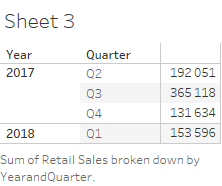 Sheet 3
Year Quarter
2017 Q2 192 051
Q3 365 118
Q4 131 634
2018 Q1 153 596
Sum of Retail Sales broken down by
YearandQuarter.